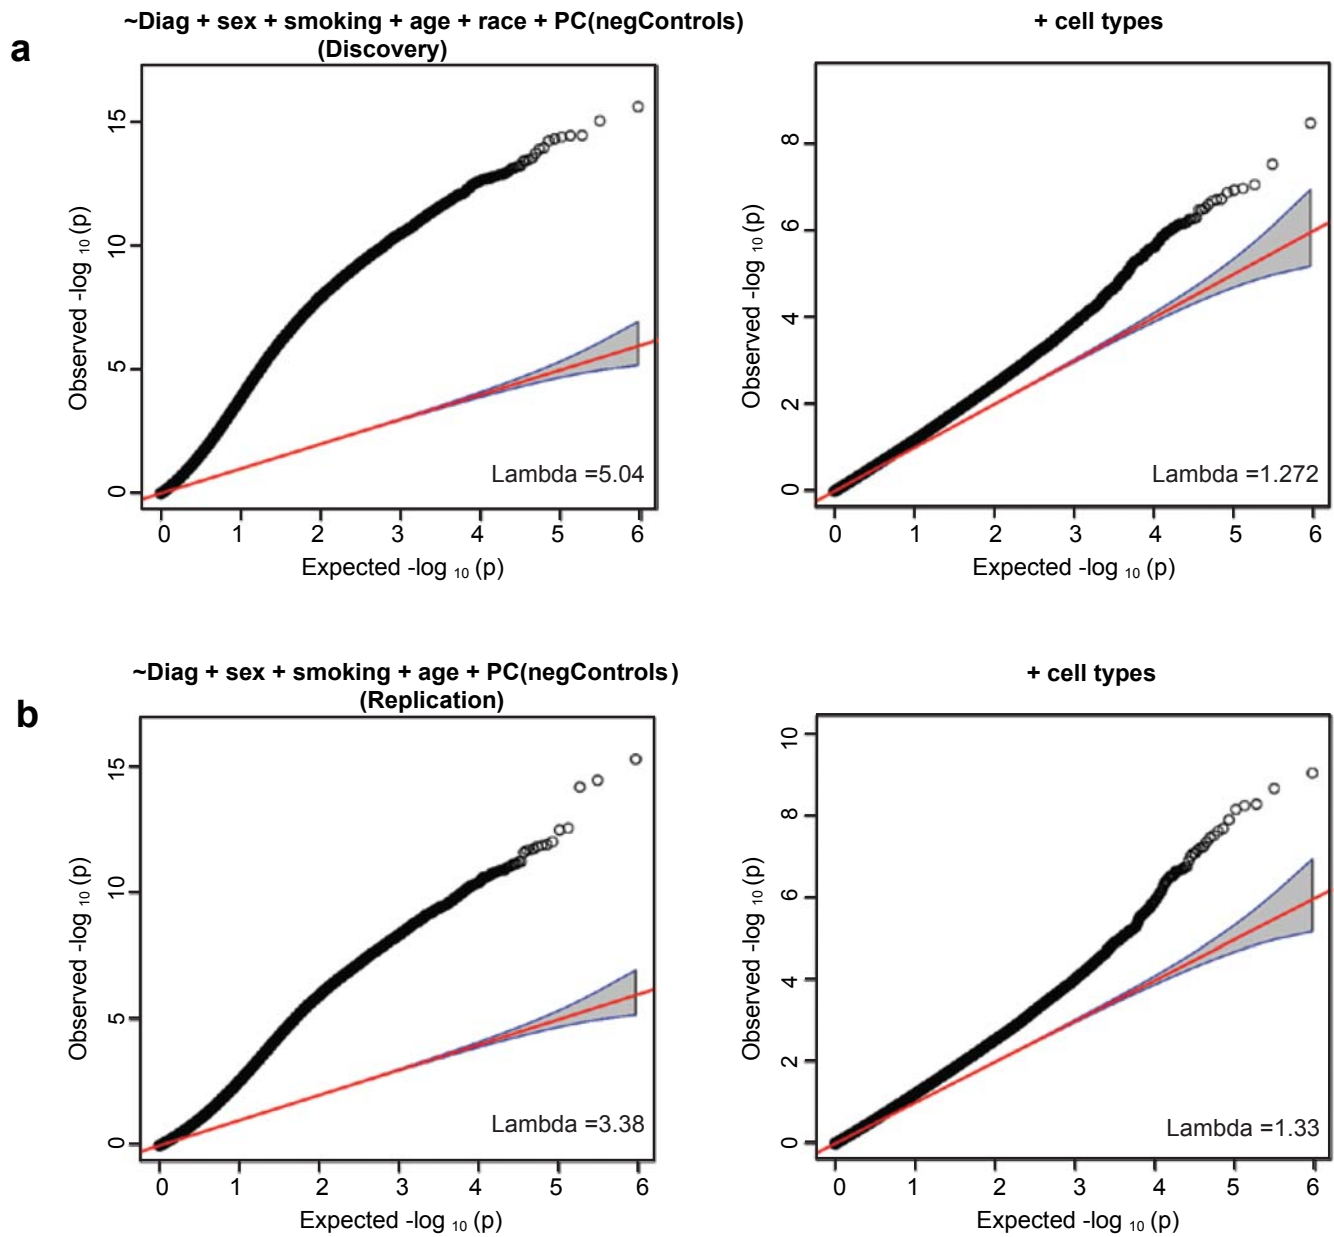 a
~Diag + sex + smoking + age + race + PC(negControls)
(Discovery)
Observed -log 10 (p)
15
10
5
0
Lambda =5.04
0 1 2 3 4 5 6
Expected -log 10 (p)
+ cell types
Observed -log 10 (p)
8
6
4
2
0
Lambda =1.272
0 1 2 3 4 5 6
Expected -log 10 (p)
b
~Diag + sex + smoking + age + PC(negControls)
(Replication)
Observed -log 10 (p)
15
10
5
0
Lambda =3.38
0 1 2 3 4 5 6
Expected -log 10 (p)
+ cell types
Observed -log 10 (p)
10
8
6
4
2
0
Lambda =1.33
0 1 2 3 4 5 6
Expected -log 10 (p)